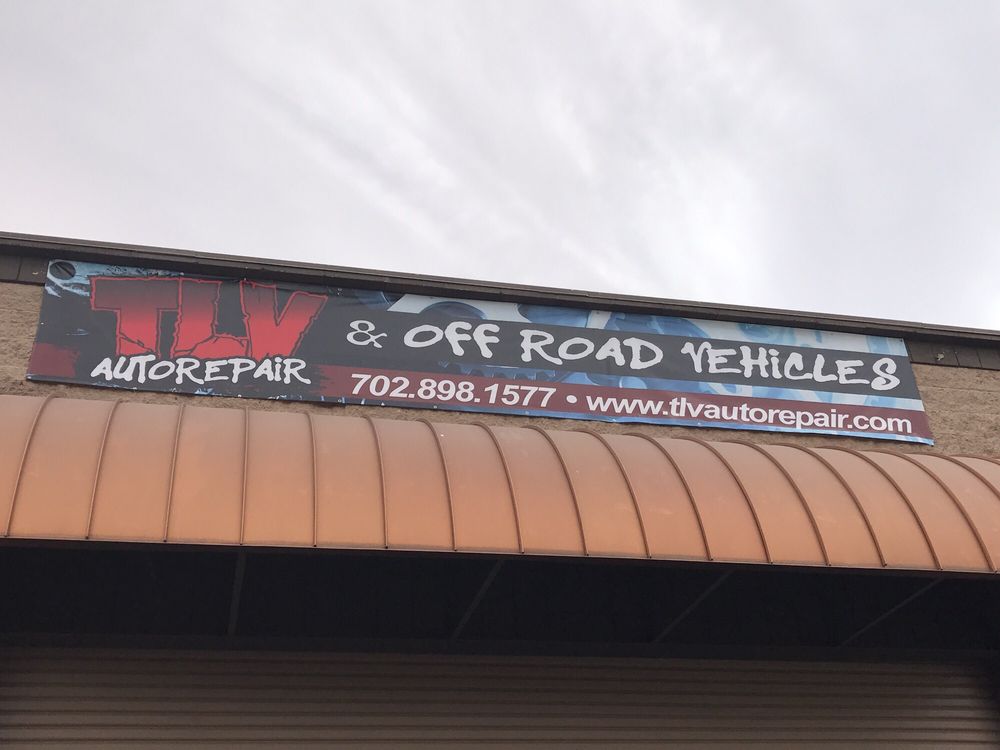 TLV
AUTOREPAIR
& OFF ROAD VEHICLES
702.898.1577 • www.tlvautorepair.com